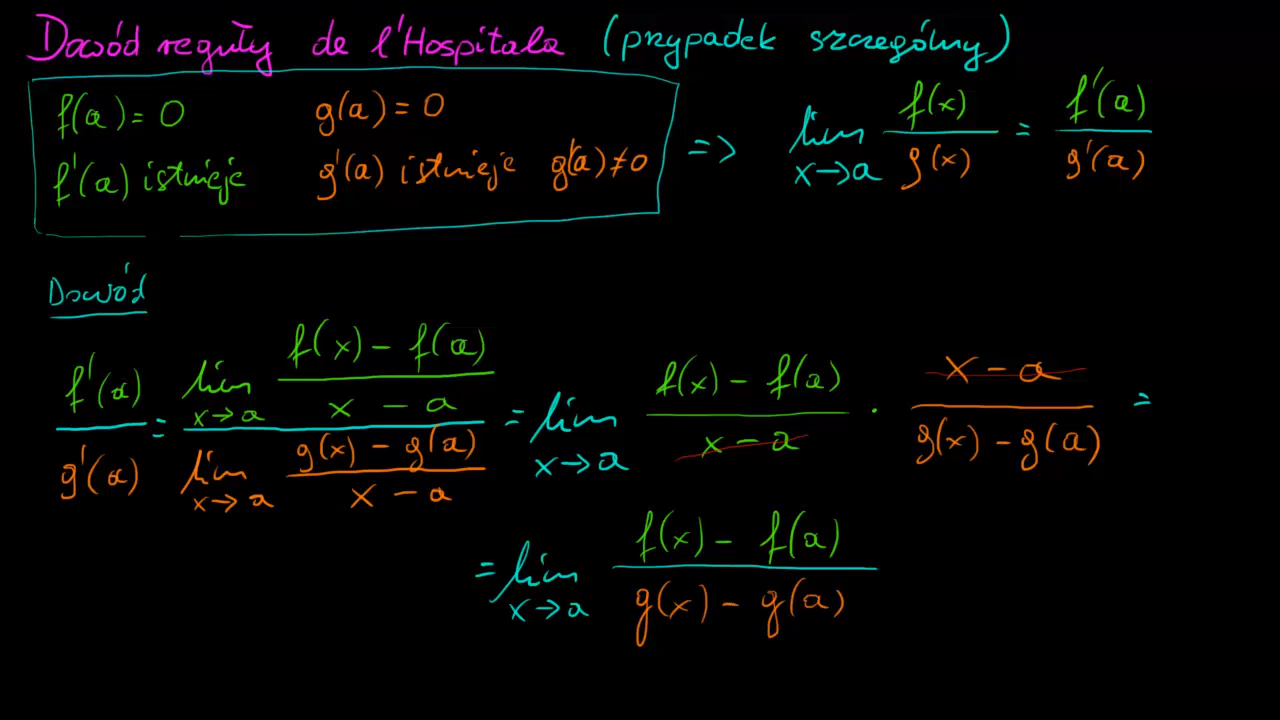 Dowód reguły de l'Hospitala (przypadek szczególny)
f(a) = 0 g(a) = 0
f'(a) istnieje g'(a) istnieje g'(a) ≠ 0 => lim x→a f(x)/g(x) = f'(a)/g'(a)
Dowód
f'(a)/g'(a) = (lim x→a (f(x) - f(a))/(x - a))/(lim x→a (g(x) - g(a))/(x - a)) = lim x→a (f(x) - f(a))/(x - a) · (x - a)/(g(x) - g(a)) =
= lim x→a (f(x) - f(a))/(g(x) - g(a))